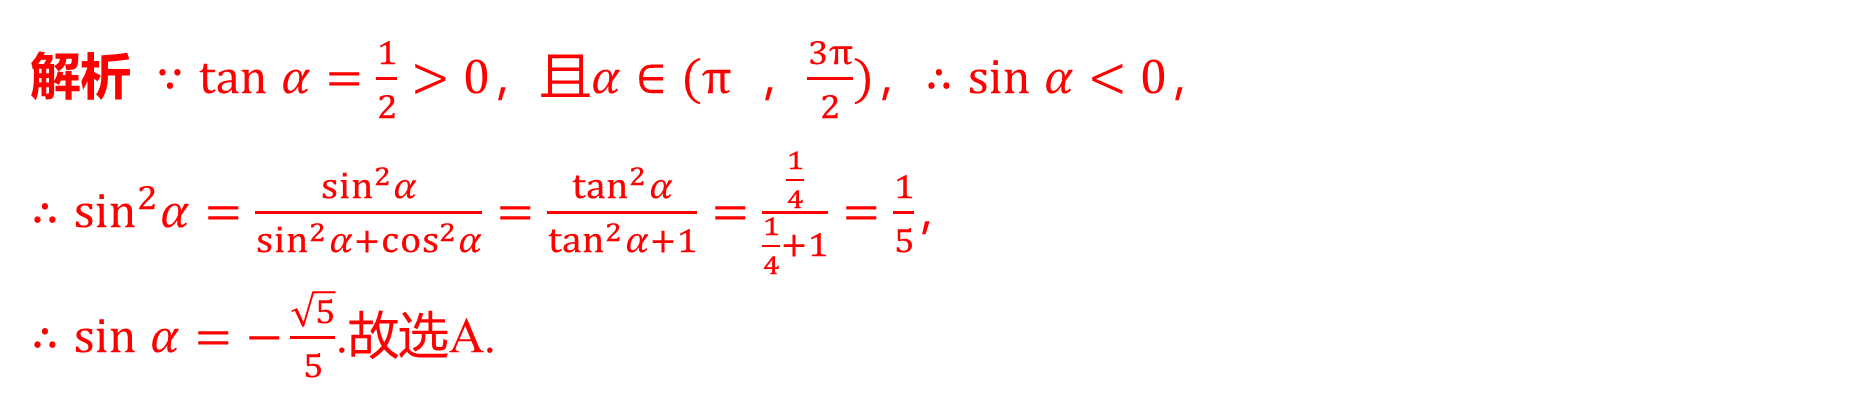 解析 ∵ tan α = 1/2 > 0，且α ∈ (π ，3π/2)，∴ sin α < 0，
∴ sin²α = sin²α/(sin²α+cos²α) = tan²α/(tan²α+1) = (1/4)/(1/4+1) = 1/5，
∴ sin α = −√5/5.故选A.